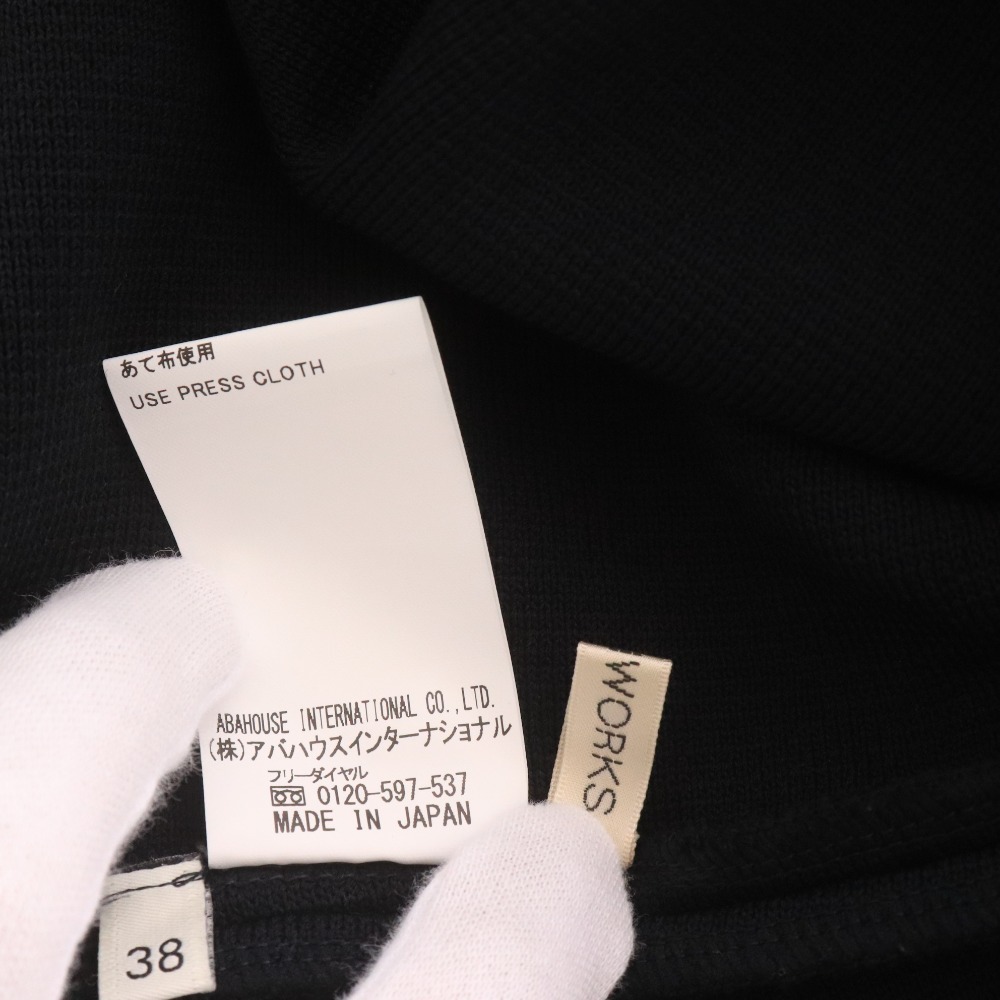 あて布使用
USE PRESS CLOTH
ABAHOUSE INTERNATIONAL CO.,LTD.
(株)アバハウスインターナショナル
フリーダイヤル
0120-597-537
MADE IN JAPAN
WORKS
38